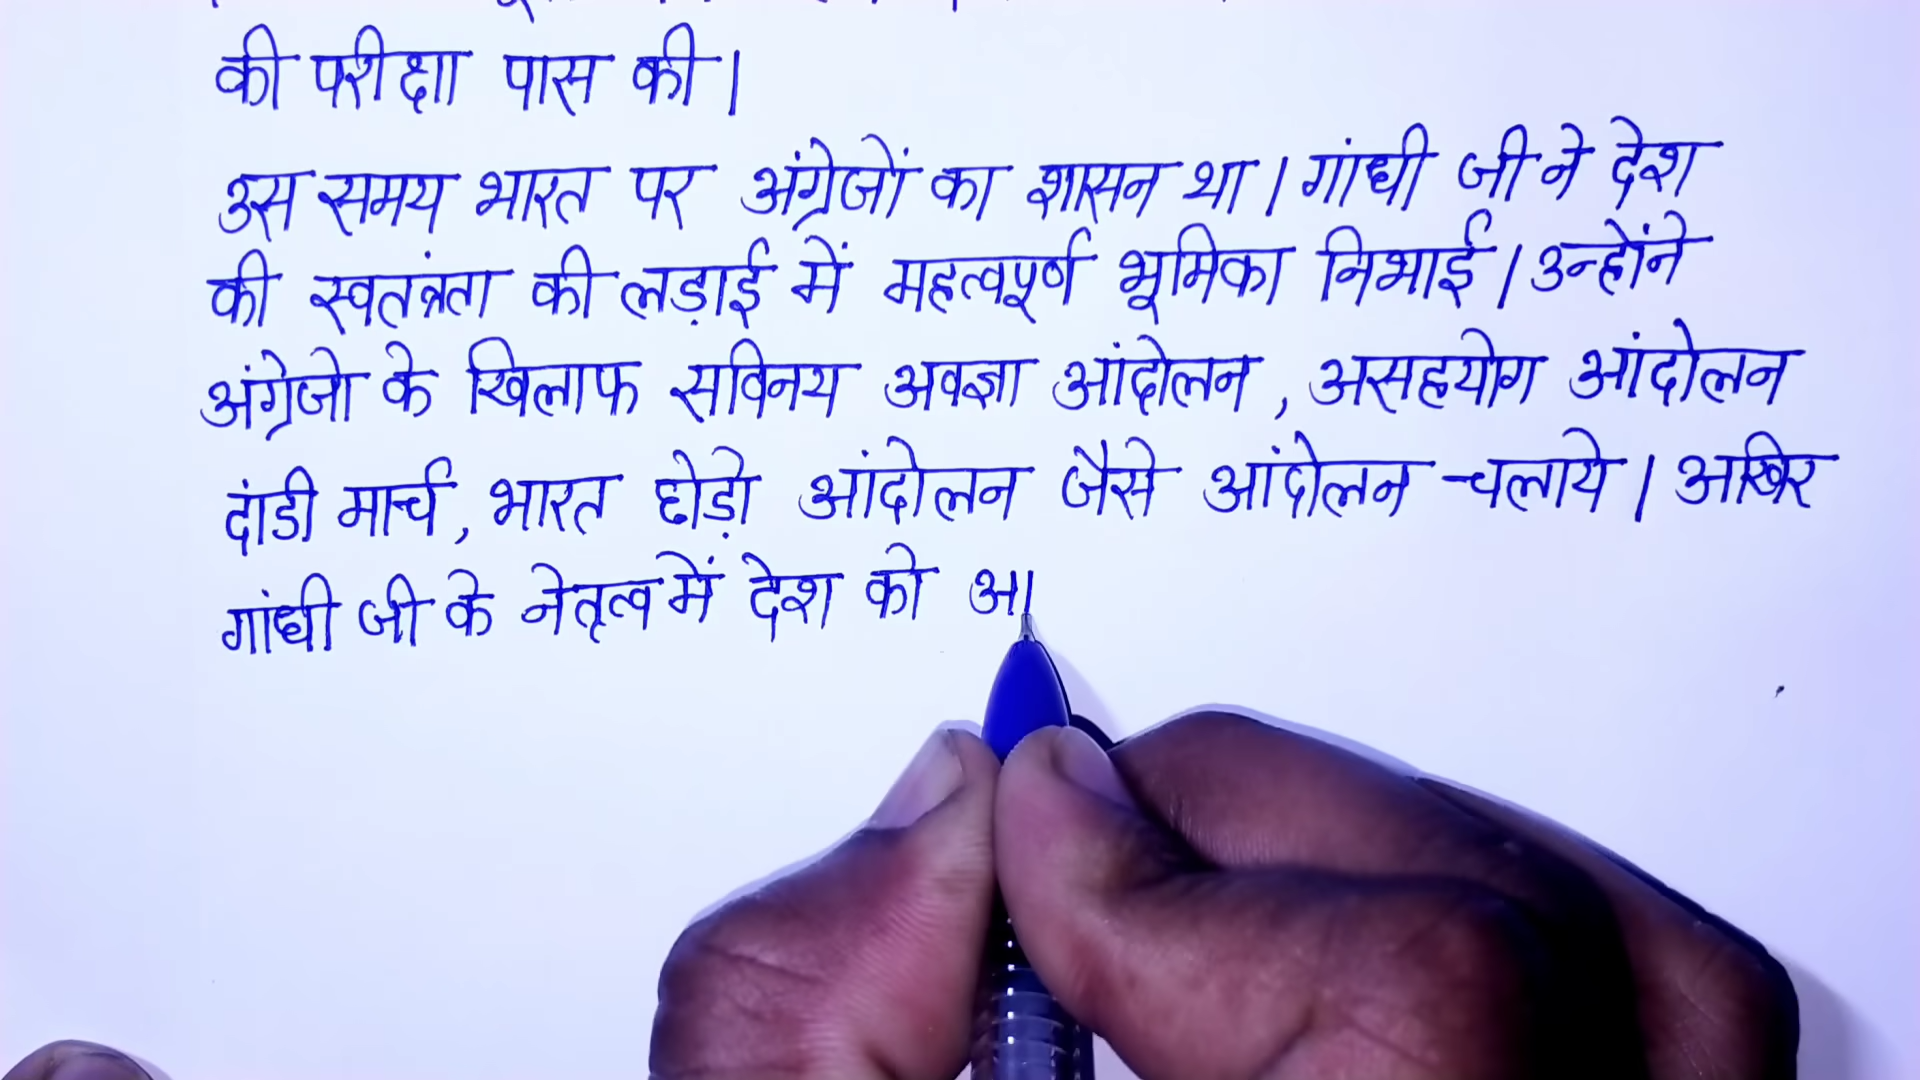 की परीक्षा पास की।
उस समय भारत पर अंग्रेजों का शासन था। गांधी जी ने देश
की स्वतंत्रता की लड़ाई में महत्वपूर्ण भूमिका निभाई। उन्होंने
अंग्रेजो के खिलाफ सविनय अवज्ञा आंदोलन, असहयोग आंदोलन
दांडी मार्च, भारत छोड़ो आंदोलन जैसे आंदोलन चलाये। अखिर
गांधी जी के नेतृत्व में देश को आ